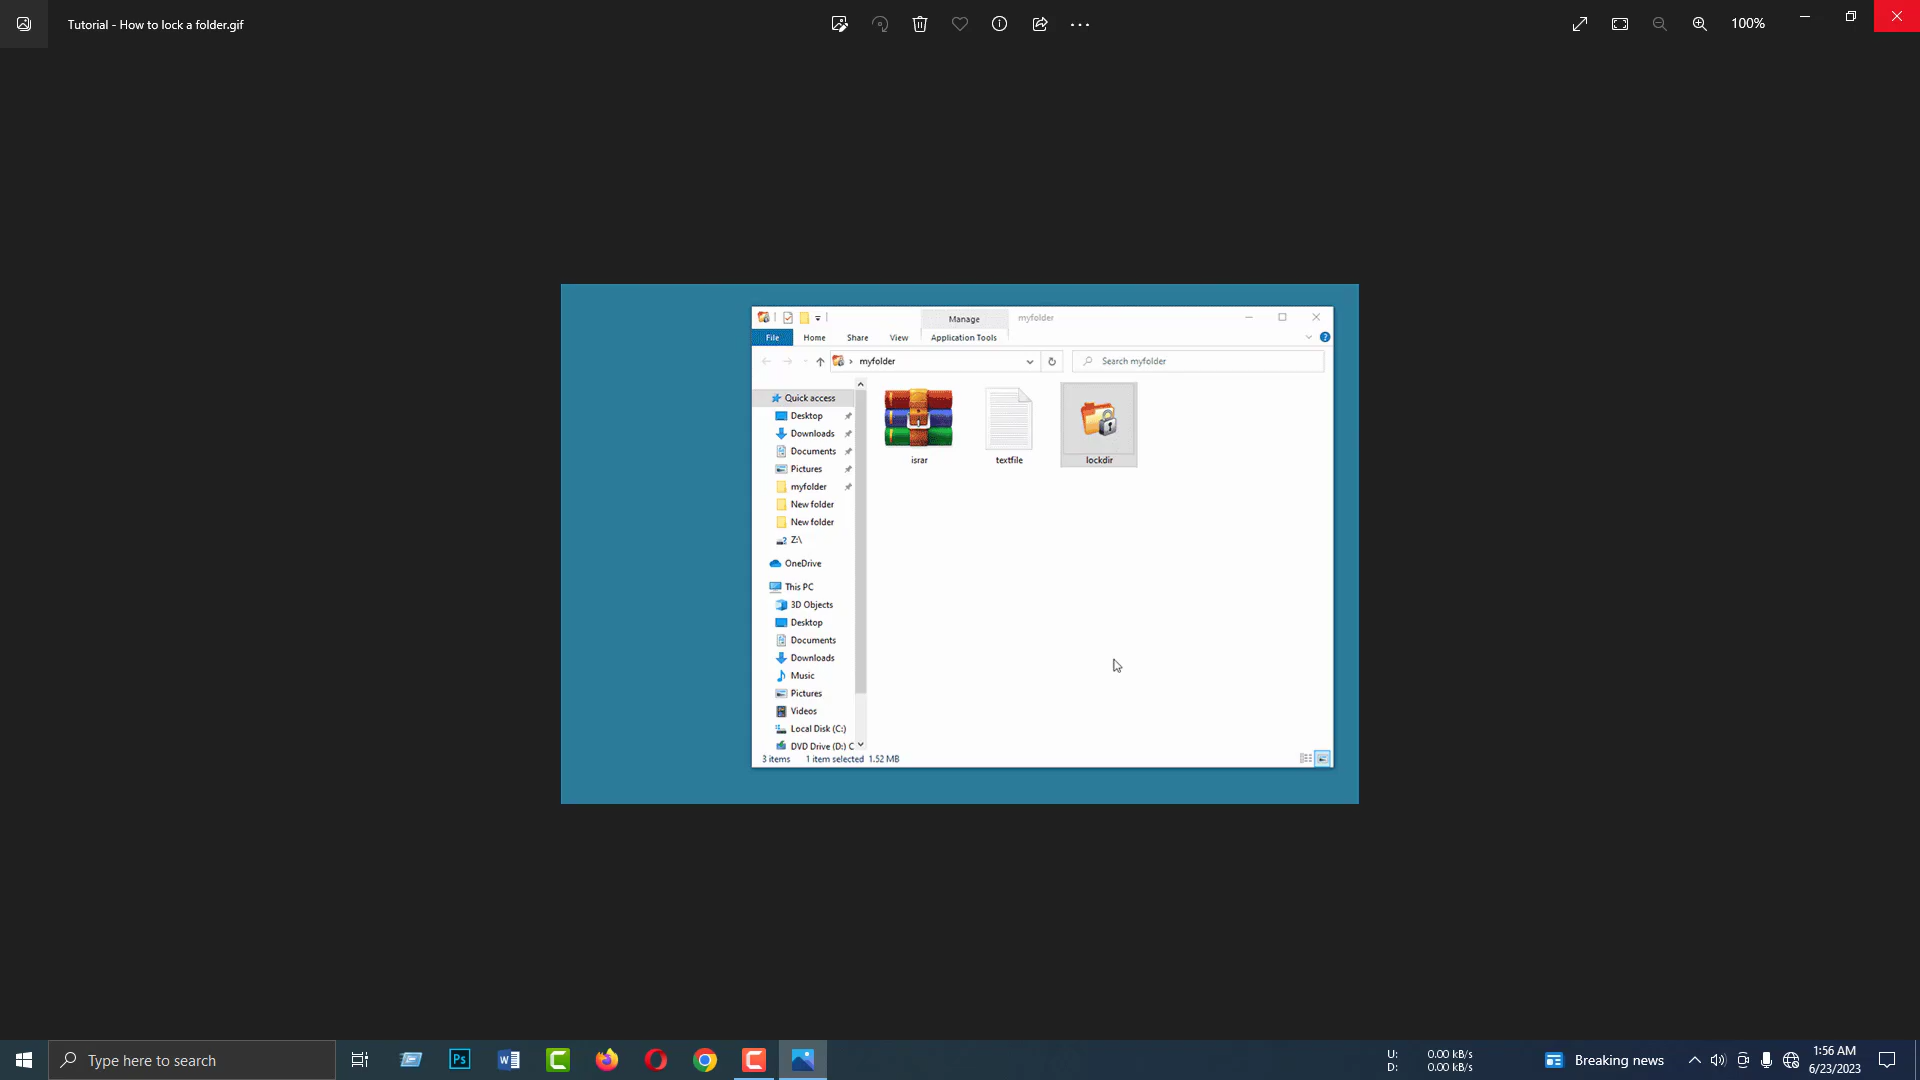 Tutorial - How to lock a folder.gif
100%
Manage
myfolder
File
Home
Share
View
Application Tools
myfolder
Search myfolder
Quick access
Desktop
Downloads
Documents
Pictures
myfolder
New folder
New folder
Z:\
OneDrive
This PC
3D Objects
Desktop
Documents
Downloads
Music
Pictures
Videos
Local Disk (C:)
DVD Drive (D:) C
israr
textfile
lockdir
3 items 1 item selected 1.52 MB
Type here to search
Ps
U: 0.00 kB/s
D: 0.00 kB/s
Breaking news
1:56 AM
6/23/2023